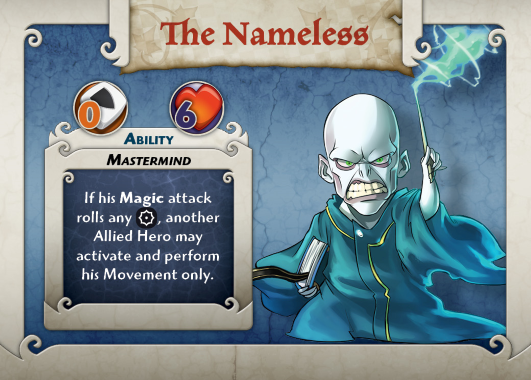 The Nameless
0 6
Ability
Mastermind
If his Magic attack
rolls any , another
Allied Hero may
activate and perform
his Movement only.